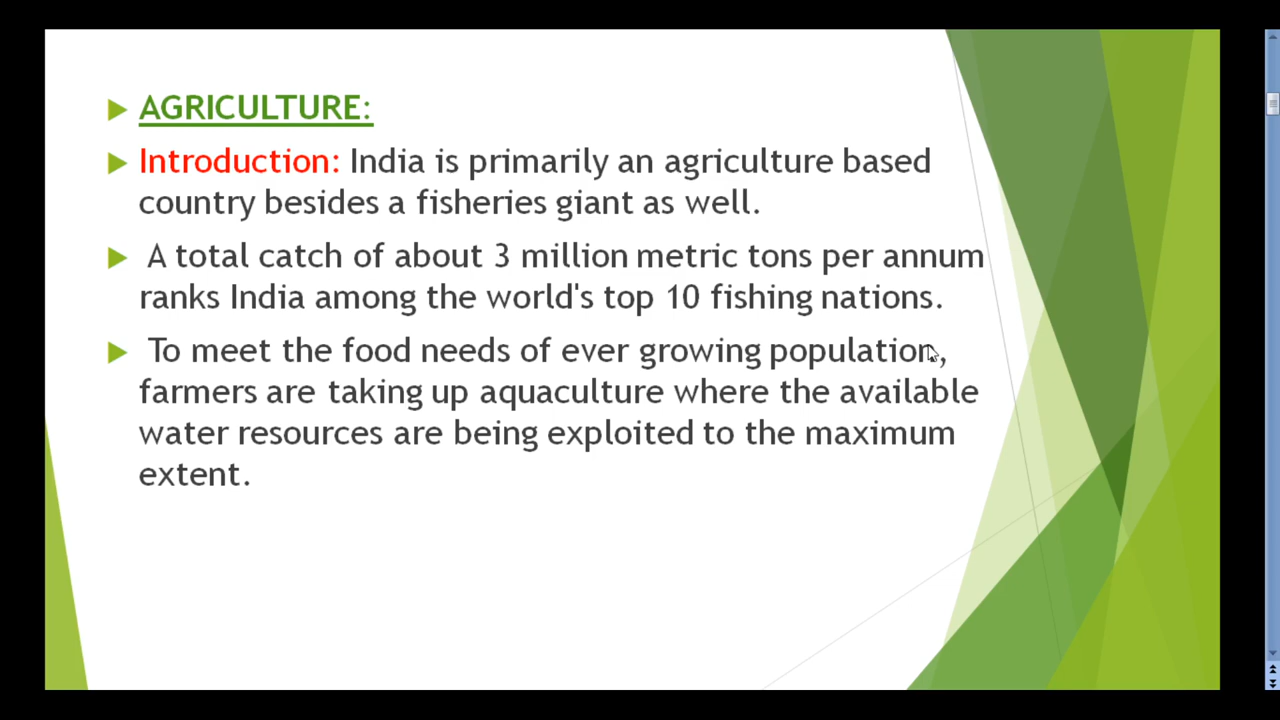 AGRICULTURE:
Introduction: India is primarily an agriculture based
country besides a fisheries giant as well.
A total catch of about 3 million metric tons per annum
ranks India among the world's top 10 fishing nations.
To meet the food needs of ever growing population,
farmers are taking up aquaculture where the available
water resources are being exploited to the maximum
extent.